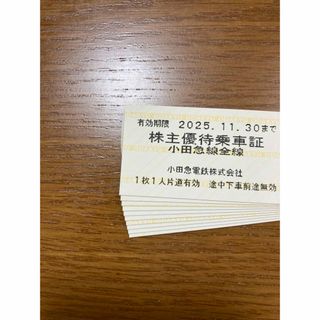 有効期限 2025.11.30まで
株主優待乗車証
小田急線全線
小田急電鉄株式会社
1枚1人片道有効 途中下車前途無効